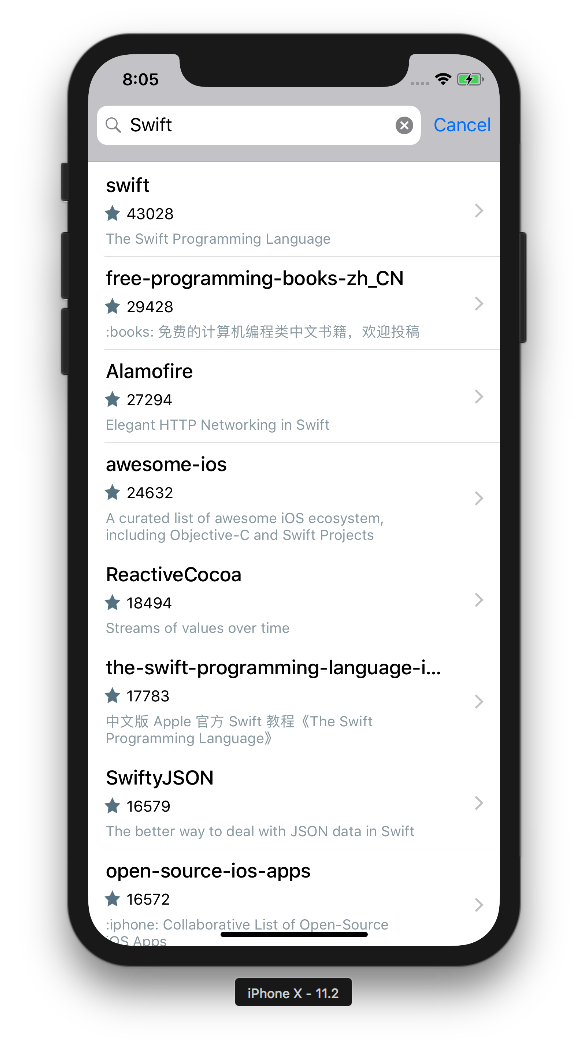 8:05
Swift
Cancel
swift
43028
The Swift Programming Language
free-programming-books-zh_CN
29428
:books: 免费的计算机编程类中文书籍，欢迎投稿
Alamofire
27294
Elegant HTTP Networking in Swift
awesome-ios
24632
A curated list of awesome iOS ecosystem,
including Objective-C and Swift Projects
ReactiveCocoa
18494
Streams of values over time
the-swift-programming-language-i...
17783
中文版 Apple 官方 Swift 教程《The Swift
Programming Language》
SwiftyJSON
16579
The better way to deal with JSON data in Swift
open-source-ios-apps
16572
:iphone: Collaborative List of Open-Source
iOS Apps
iPhone X - 11.2